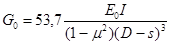 G₀ = 53,7 E₀I / (1 − μ²)(D − s)³